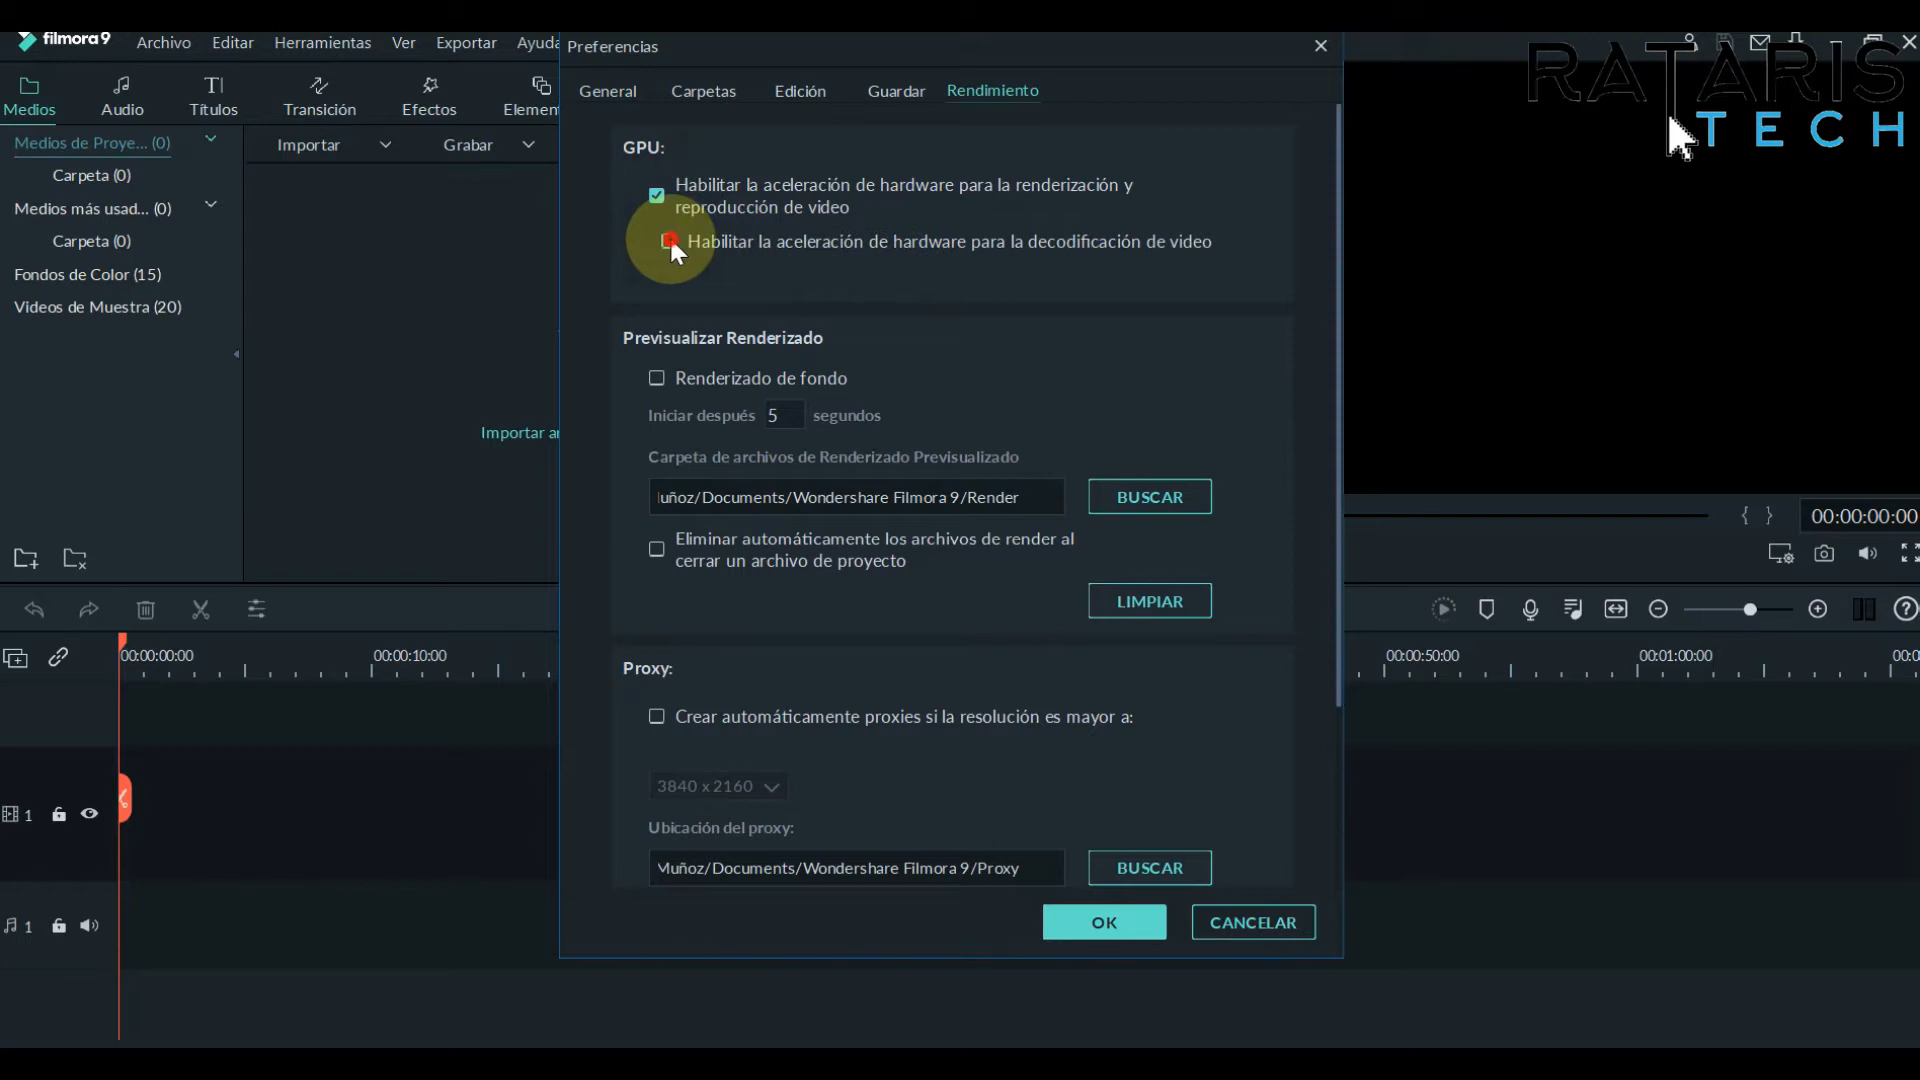 filmora9
Archivo
Editar
Herramientas
Ver
Exportar
Ayuda
Preferencias
RATARIS
TECH
Medios
Audio
Títulos
Transición
Efectos
Element
General
Carpetas
Edición
Guardar
Rendimiento
Medios de Proye... (0)
Carpeta (0)
Medios más usad... (0)
Carpeta (0)
Fondos de Color (15)
Videos de Muestra (20)
Importar
Grabar
Importar ar
GPU:
Habilitar la aceleración de hardware para la renderización y
reproducción de video
Habilitar la aceleración de hardware para la decodificación de video
Previsualizar Renderizado
Renderizado de fondo
Iniciar después 5 segundos
Carpeta de archivos de Renderizado Previsualizado
uñoz/Documents/Wondershare Filmora 9/Render
BUSCAR
Eliminar automáticamente los archivos de render al
cerrar un archivo de proyecto
LIMPIAR
Proxy:
Crear automáticamente proxies si la resolución es mayor a:
3840 x 2160
Ubicación del proxy:
Muñoz/Documents/Wondershare Filmora 9/Proxy
BUSCAR
OK
CANCELAR
{ }
00:00:00:00
00:00:00:00
00:00:10:00
00:00:50:00
00:01:00:00
00:0
1
1